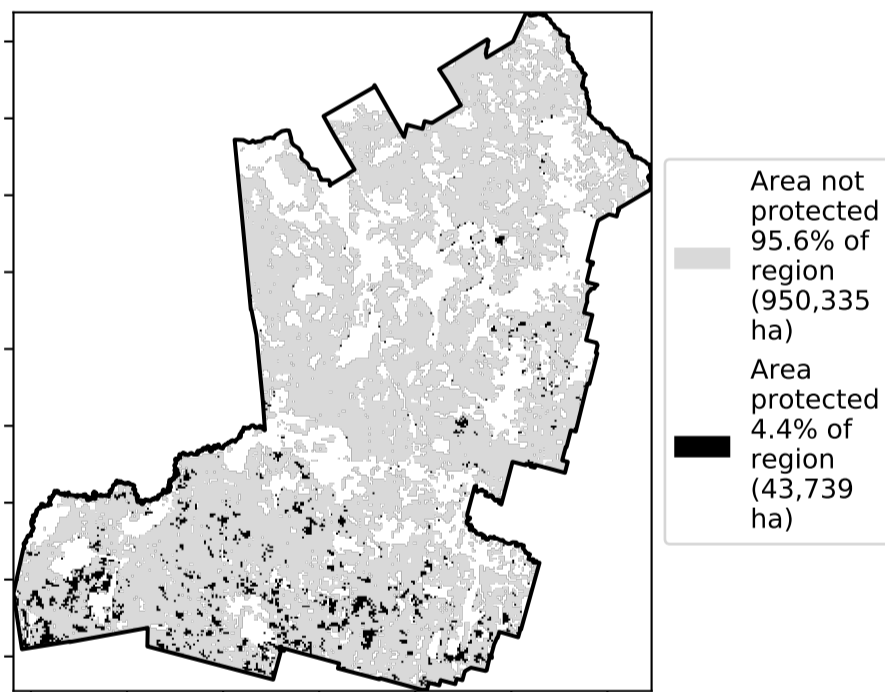 Area not
protected
95.6% of
region
(950,335
ha)
Area
protected
4.4% of
region
(43,739
ha)